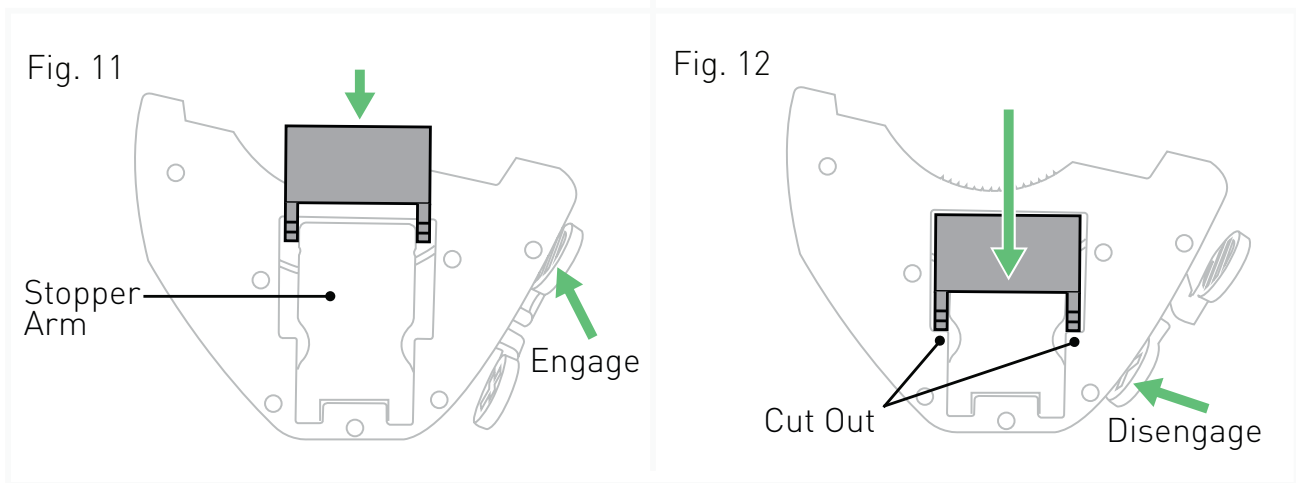 Fig. 11
Stopper
Arm
Engage
Fig. 12
Cut Out
Disengage